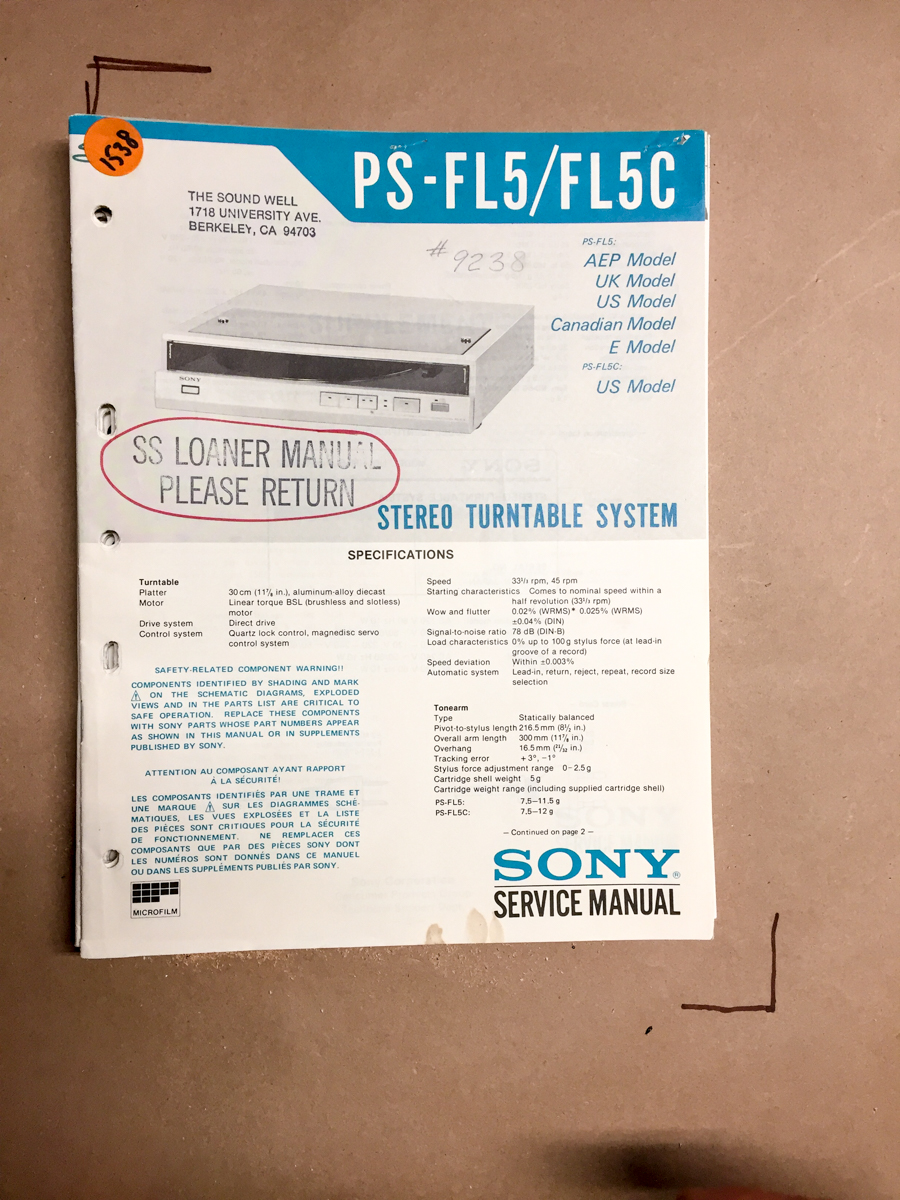 1538
PS-FL5/FL5C
THE SOUND WELL
1718 UNIVERSITY AVE.
BERKELEY, CA 94703
#9238
PS-FL5:
AEP Model
UK Model
US Model
Canadian Model
E Model
PS-FL5C:
US Model
SONY
SS LOANER MANUAL
PLEASE RETURN
STEREO TURNTABLE SYSTEM
SPECIFICATIONS
Turntable
Platter 30 cm (11⅞ in.), aluminum-alloy diecast
Motor Linear torque BSL (brushless and slotless)
motor
Drive system Direct drive
Control system Quartz lock control, magnedisc servo
control system
SAFETY-RELATED COMPONENT WARNING!!
COMPONENTS IDENTIFIED BY SHADING AND MARK
⚠ ON THE SCHEMATIC DIAGRAMS, EXPLODED
VIEWS AND IN THE PARTS LIST ARE CRITICAL TO
SAFE OPERATION. REPLACE THESE COMPONENTS
WITH SONY PARTS WHOSE PART NUMBERS APPEAR
AS SHOWN IN THIS MANUAL OR IN SUPPLEMENTS
PUBLISHED BY SONY.
ATTENTION AU COMPOSANT AYANT RAPPORT
À LA SÉCURITÉ!
LES COMPOSANTS IDENTIFIÉS PAR UNE TRAME ET
UNE MARQUE ⚠ SUR LES DIAGRAMMES SCHÉ-
MATIQUES, LES VUES EXPLOSÉES ET LA LISTE
DES PIÈCES SONT CRITIQUES POUR LA SÉCURITÉ
DE FONCTIONNEMENT. NE REMPLACER CES
COMPOSANTS QUE PAR DES PIÈCES SONY DONT
LES NUMÉROS SONT DONNÉS DANS CE MANUEL
OU DANS LES SUPPLÉMENTS PUBLIÉS PAR SONY.
MICROFILM
Speed 33⅓ rpm, 45 rpm
Starting characteristics Comes to nominal speed within a
half revolution (33⅓ rpm)
Wow and flutter 0.02% (WRMS)* 0.025% (WRMS)
±0.04% (DIN)
Signal-to-noise ratio 78 dB (DIN-B)
Load characteristics 0% up to 100g stylus force (at lead-in
groove of a record)
Speed deviation Within ±0.003%
Automatic system Lead-in, return, reject, repeat, record size
selection
Tonearm
Type Statically balanced
Pivot-to-stylus length 216.5 mm (8½ in.)
Overall arm length 300 mm (11⅞ in.)
Overhang 16.5 mm (²¹/₃₂ in.)
Tracking error +3°, −1°
Stylus force adjustment range 0−2.5g
Cartridge shell weight 5g
Cartridge weight range (including supplied cartridge shell)
PS-FL5: 7.5−11.5 g
PS-FL5C: 7.5−12 g
— Continued on page 2 —
SONY®
SERVICE MANUAL